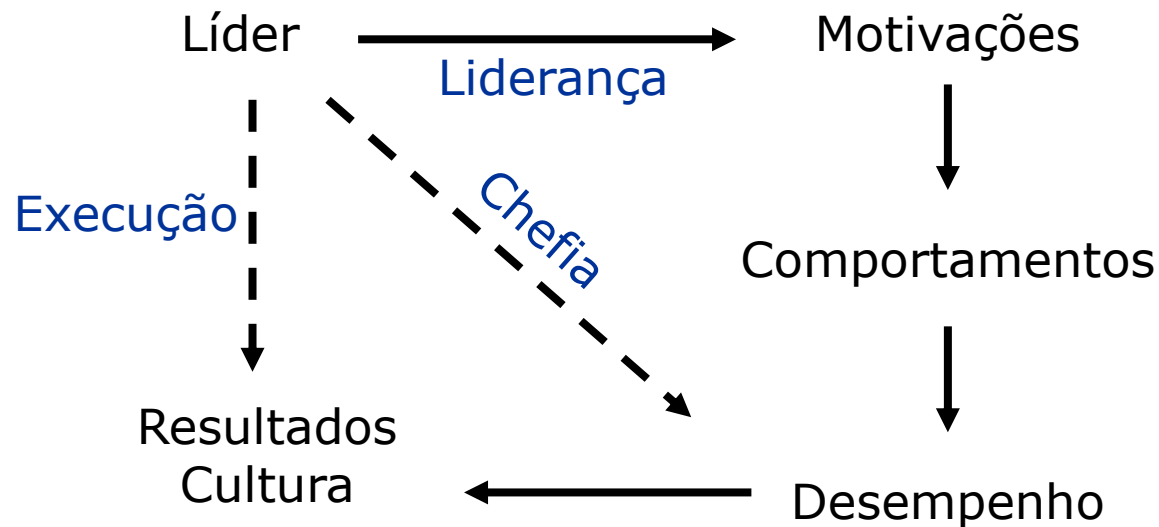 Líder
Motivações
Liderança
Chefia
Execução
Comportamentos
Resultados
Cultura
Desempenho